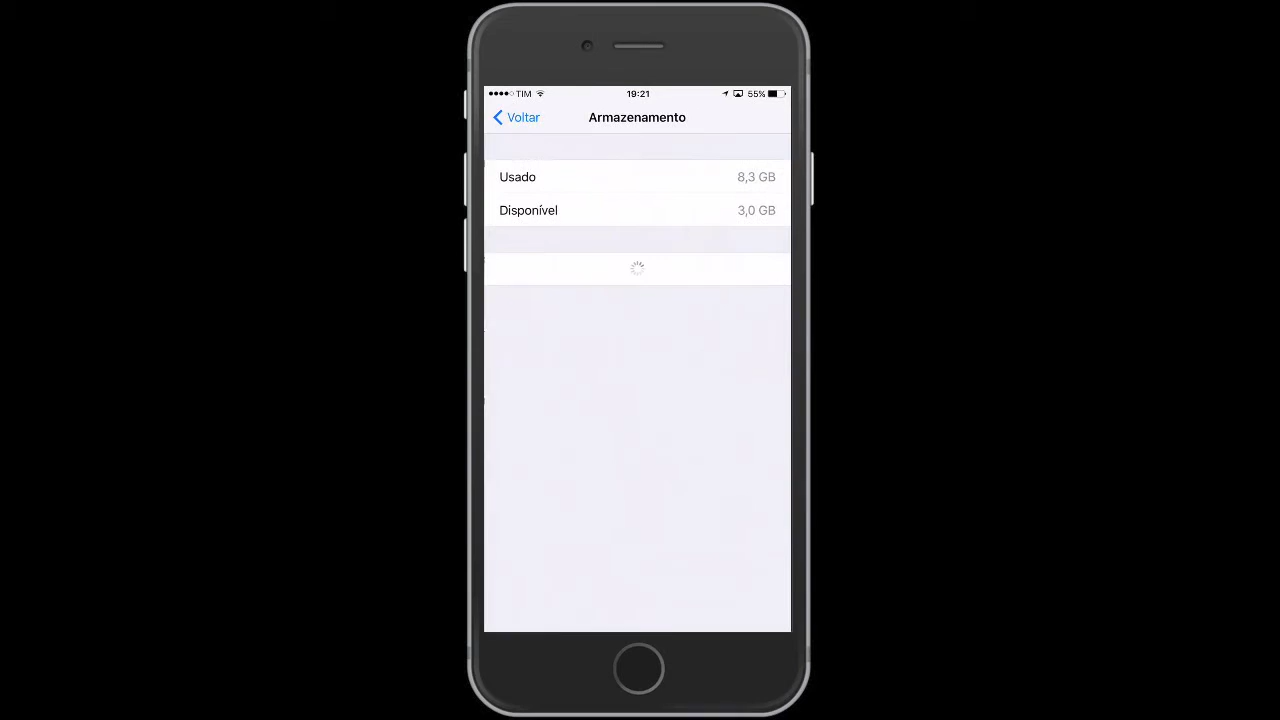 TIM 19:21 55%
Voltar Armazenamento
Usado 8,3 GB
Disponível 3,0 GB